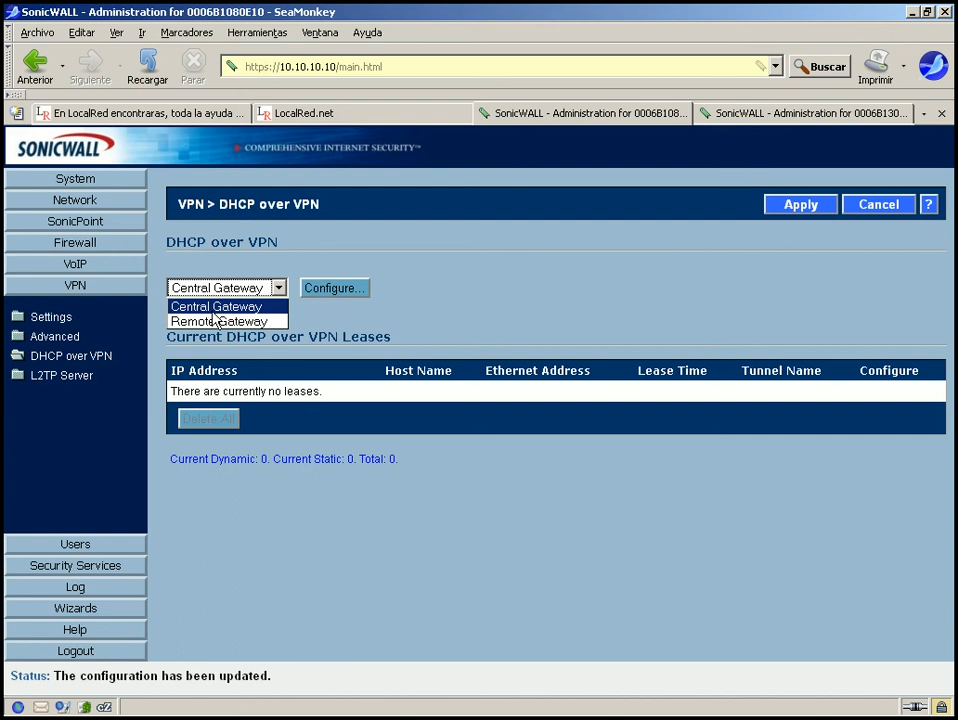 SonicWALL - Administration for 0006B1080E10 - SeaMonkey
Archivo Editar Ver Ir Marcadores Herramientas Ventana Ayuda
Anterior Siguiente Recargar Parar https://10.10.10.10/main.html Buscar Imprimir
En LocalRed encontraras, toda la ayuda ... LocalRed.net SonicWALL - Administration for 0006B108... SonicWALL - Administration for 0006B130...
SONICWALL COMPREHENSIVE INTERNET SECURITY™
System
Network
SonicPoint
Firewall
VoIP
VPN
Settings
Advanced
DHCP over VPN
L2TP Server
Users
Security Services
Log
Wizards
Help
Logout
VPN > DHCP over VPN Apply Cancel ?
DHCP over VPN
Central Gateway Configure...
Central Gateway
Remote Gateway
Current DHCP over VPN Leases
IP Address Host Name Ethernet Address Lease Time Tunnel Name Configure
There are currently no leases.
Delete All
Current Dynamic: 0. Current Static: 0. Total: 0.
Status: The configuration has been updated.